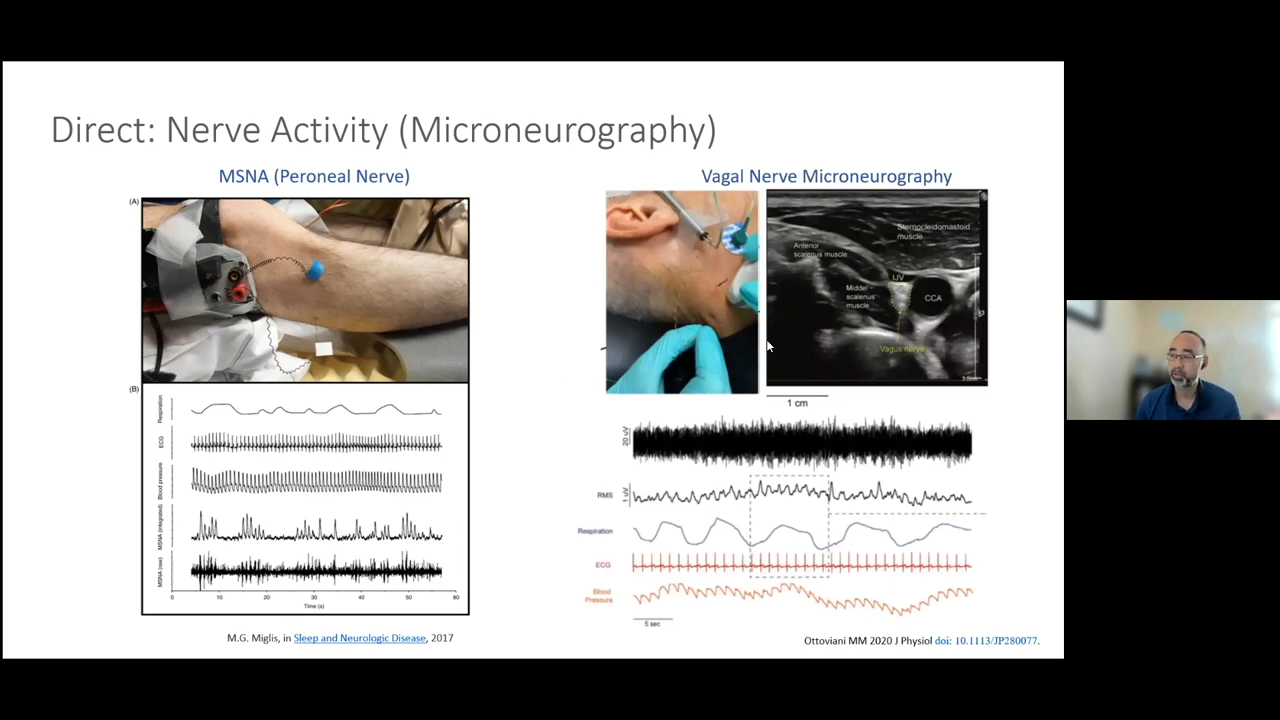 Direct: Nerve Activity (Microneurography)
MSNA (Peroneal Nerve)
(A)
(B)
Respiration
ECG
Blood pressure
MSNA (integrated)
MSNA (raw)
0 10 20 30 40 50 60
Time (s)
M.G. Miglis, in Sleep and Neurologic Disease, 2017
Vagal Nerve Microneurography
Sternocleidomastoid
muscle
Anterior
scalenus muscle
IJV
Middel
scalenus
muscle
CCA
Vagus nerve
1 cm
20 uV
RMS
1 uV
Respiration
ECG
Blood
Pressure
5 sec
Ottoviani MM 2020 J Physiol doi: 10.1113/JP280077.